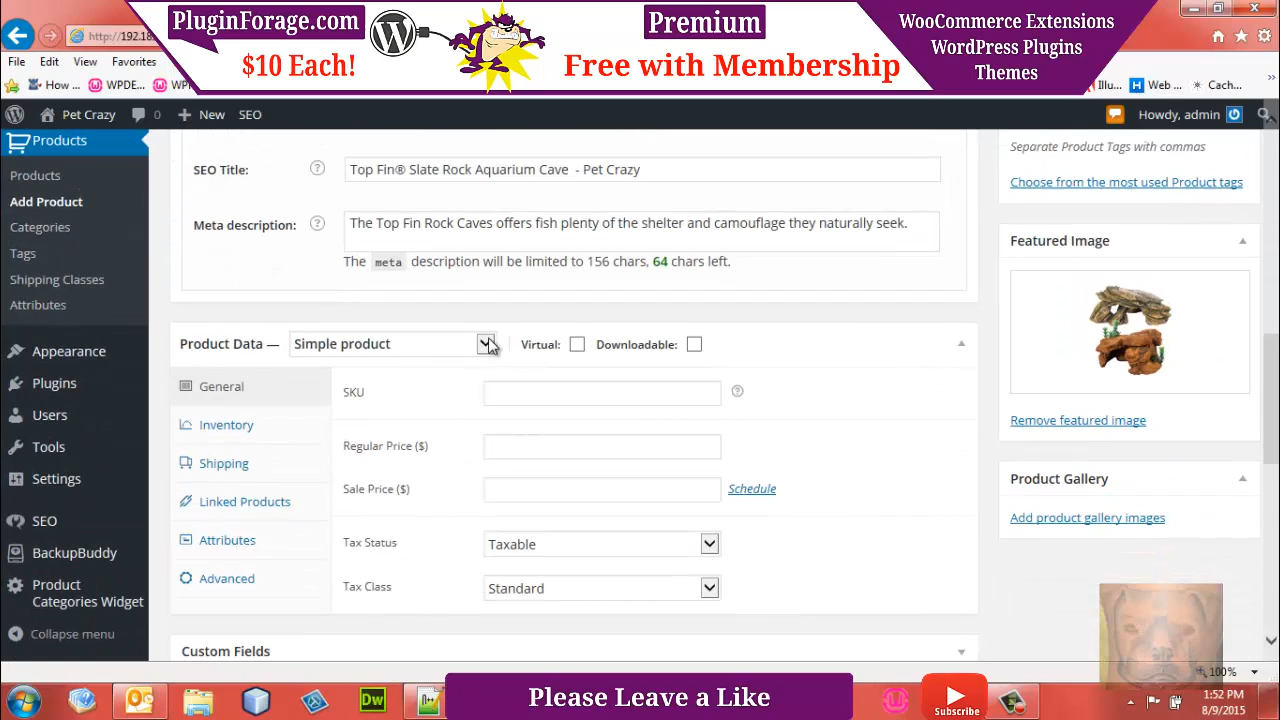 PluginForage.com
$10 Each!
Premium
Free with Membership
WooCommerce Extensions
WordPress Plugins
Themes
http://192.18
File Edit View Favorites
How ... WPDE... WP
Illu... Web ... Cach...
Pet Crazy 0 New SEO Howdy, admin
Products
Products
Add Product
Categories
Tags
Shipping Classes
Attributes
Appearance
Plugins
Users
Tools
Settings
SEO
BackupBuddy
Product
Categories Widget
Collapse menu
SEO Title: ? Top Fin® Slate Rock Aquarium Cave - Pet Crazy
Meta description: ? The Top Fin Rock Caves offers fish plenty of the shelter and camouflage they naturally seek.
The meta description will be limited to 156 chars, 64 chars left.
Product Data — Simple product Virtual: Downloadable:
General
Inventory
Shipping
Linked Products
Attributes
Advanced
SKU ?
Regular Price ($)
Sale Price ($) Schedule
Tax Status Taxable
Tax Class Standard
Custom Fields
Separate Product Tags with commas
Choose from the most used Product tags
Featured Image
Remove featured image
Product Gallery
Add product gallery images
100%
Please Leave a Like
Subscribe
Dw
1:52 PM
8/9/2015